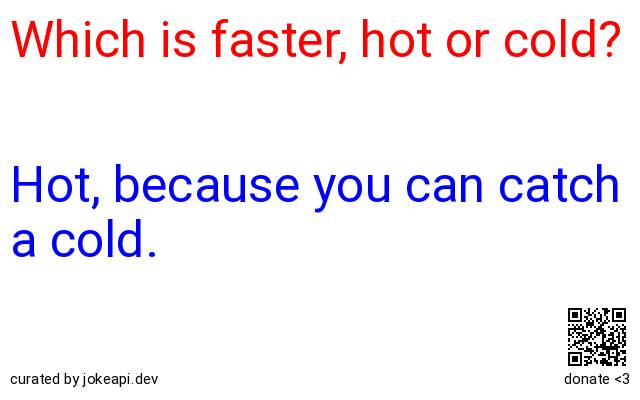 Which is faster, hot or cold?
Hot, because you can catch
a cold.
curated by jokeapi.dev
donate <3